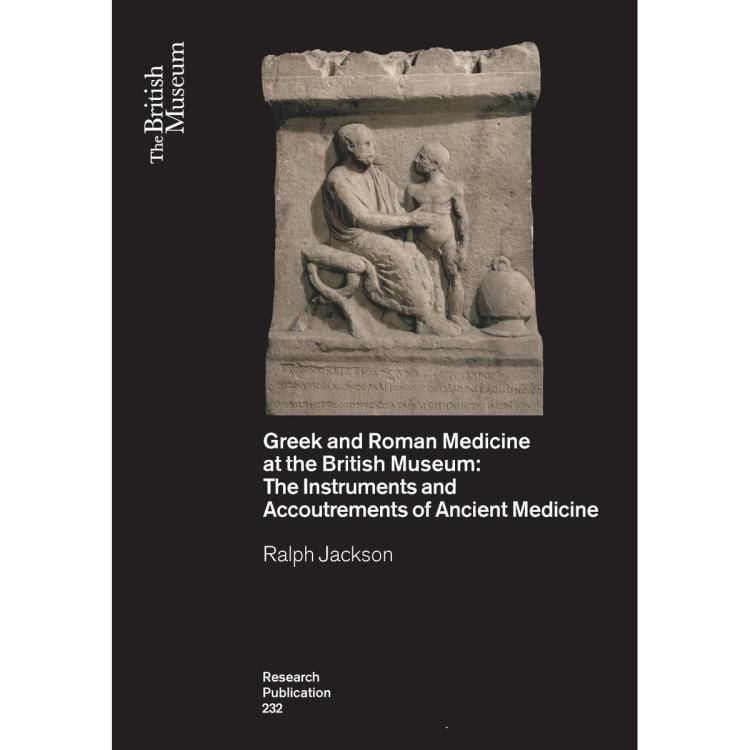 The British
Museum
Greek and Roman Medicine
at the British Museum:
The Instruments and
Accoutrements of Ancient Medicine
Ralph Jackson
Research
Publication
232